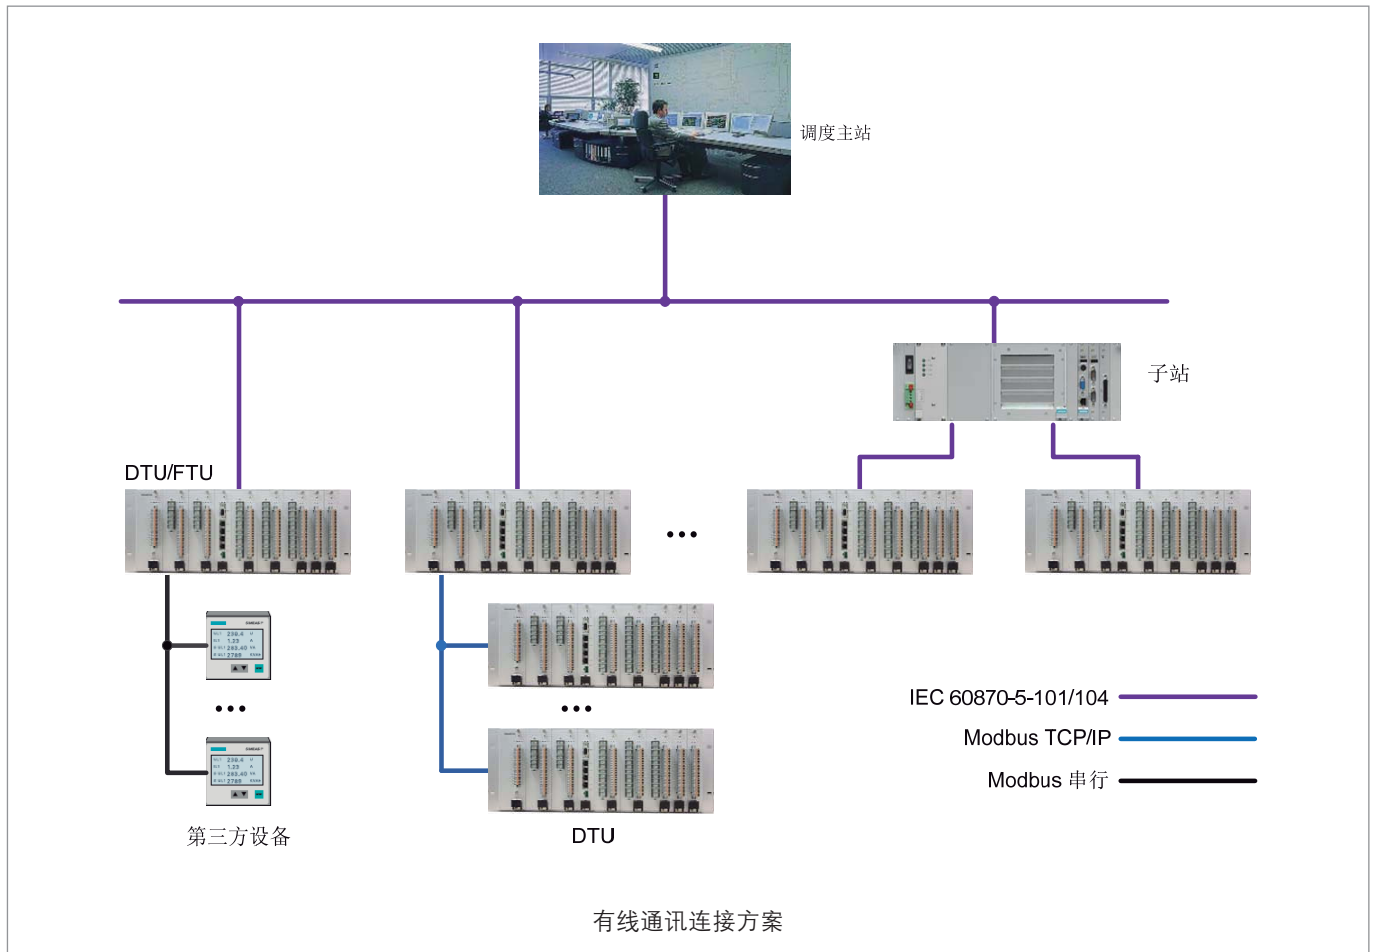 调度主站
子站
DTU/FTU
IEC 60870-5-101/104
Modbus TCP/IP
Modbus 串行
第三方设备
DTU
有线通讯连接方案